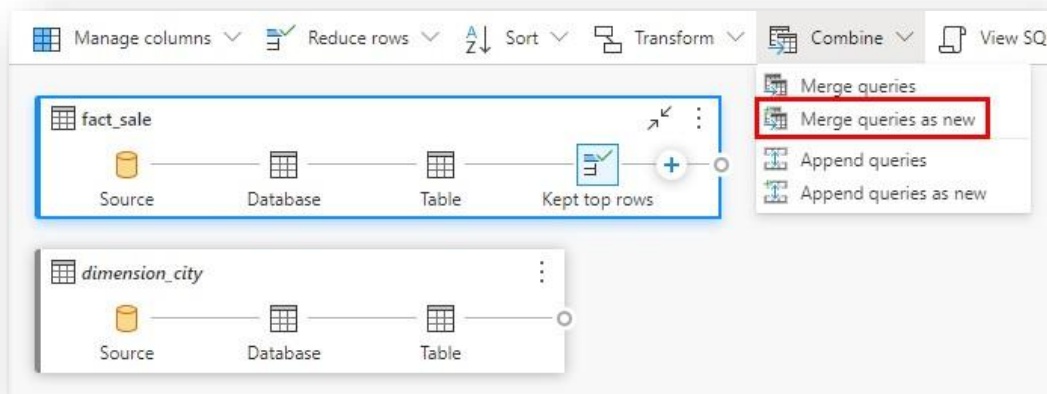 Manage columns Reduce rows Sort Transform Combine View SQ
Merge queries
Merge queries as new
Append queries
Append queries as new
fact_sale
Source Database Table Kept top rows
dimension_city
Source Database Table